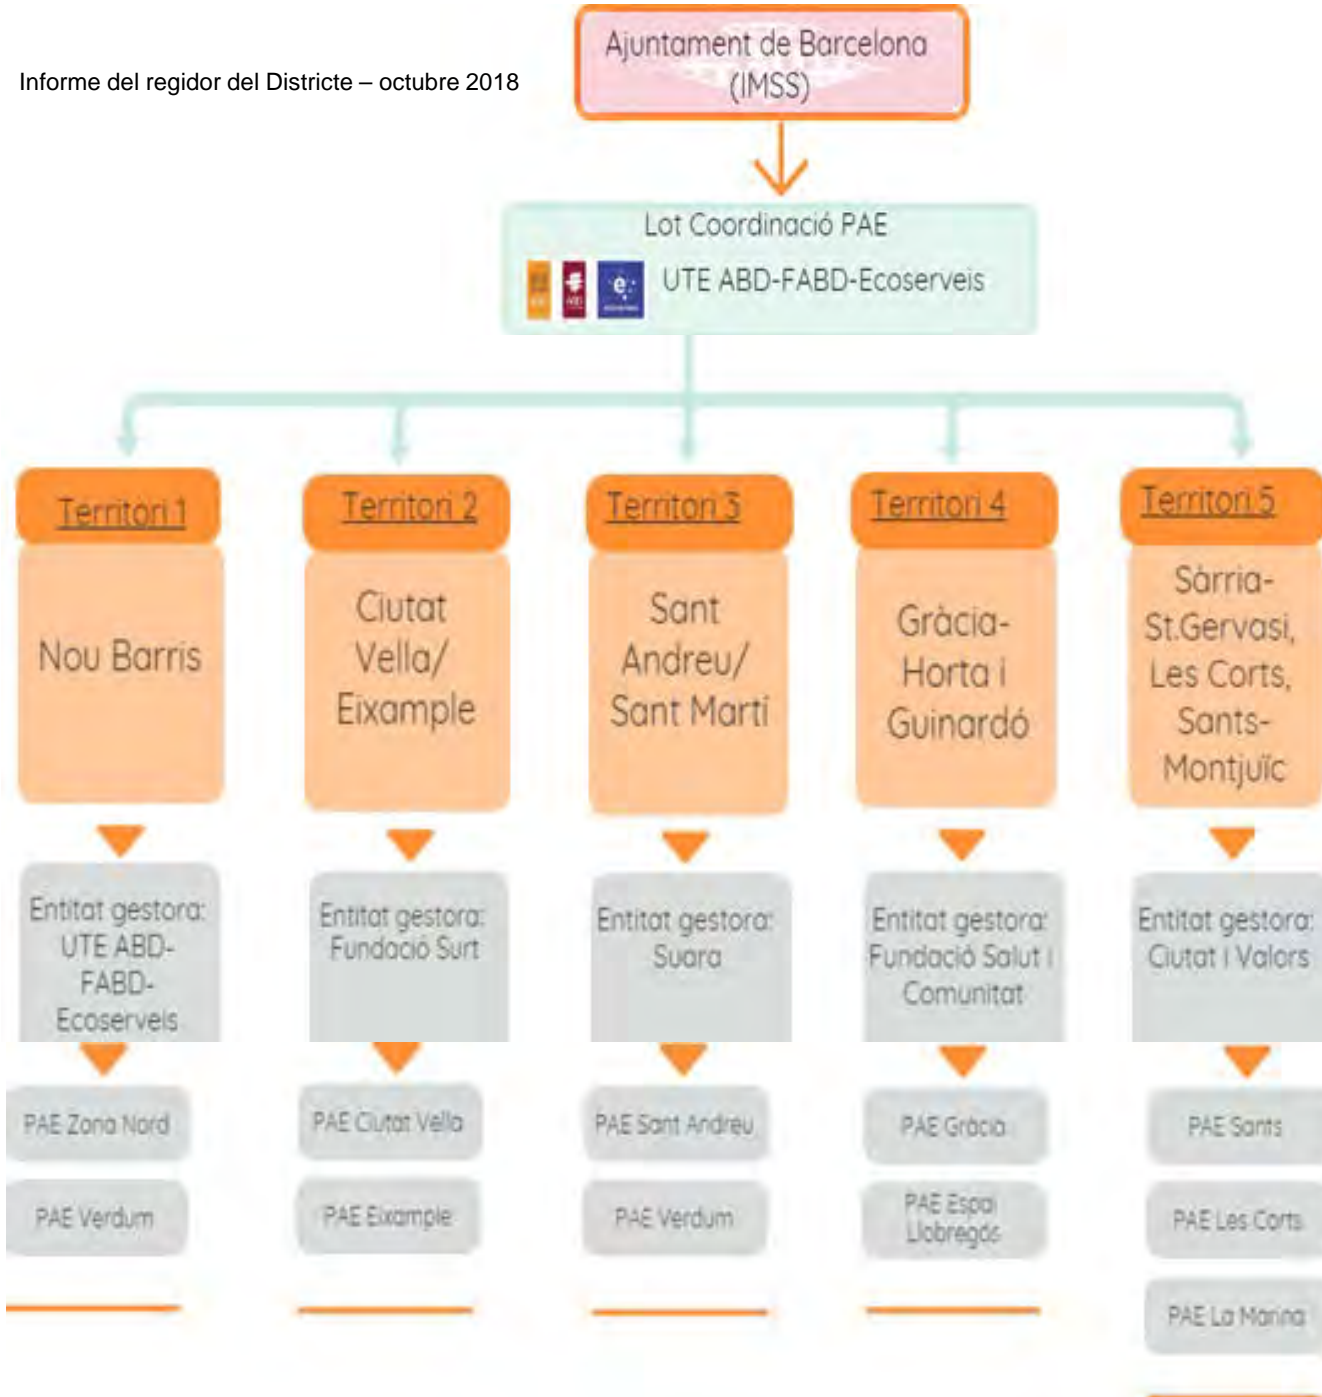 Ajuntament de Barcelona
(IMSS)
Informe del regidor del Districte – octubre 2018
Lot Coordinació PAE
UTE ABD-FABD-Ecoserveis
Territori 1
Territori 2
Territori 3
Territori 4
Territori 5
Nou Barris
Ciutat
Vella/
Eixample
Sant
Andreu/
Sant Martí
Gràcia-
Horta i
Guinardó
Sàrria-
St.Gervasi,
Les Corts,
Sants-
Montjuïc
Entitat gestora:
UTE ABD-
FABD-
Ecoserveis
Entitat gestora:
Fundació Surt
Entitat gestora:
Suara
Entitat gestora:
Fundació Salut i
Comunitat
Entitat gestora:
Ciutat i Valors
PAE Zona Nord
PAE Verdum
PAE Ciutat Vella
PAE Eixample
PAE Sant Andreu
PAE Verdum
PAE Gràcia
PAE Espai
Llobregós
PAE Sants
PAE Les Corts
PAE La Marina